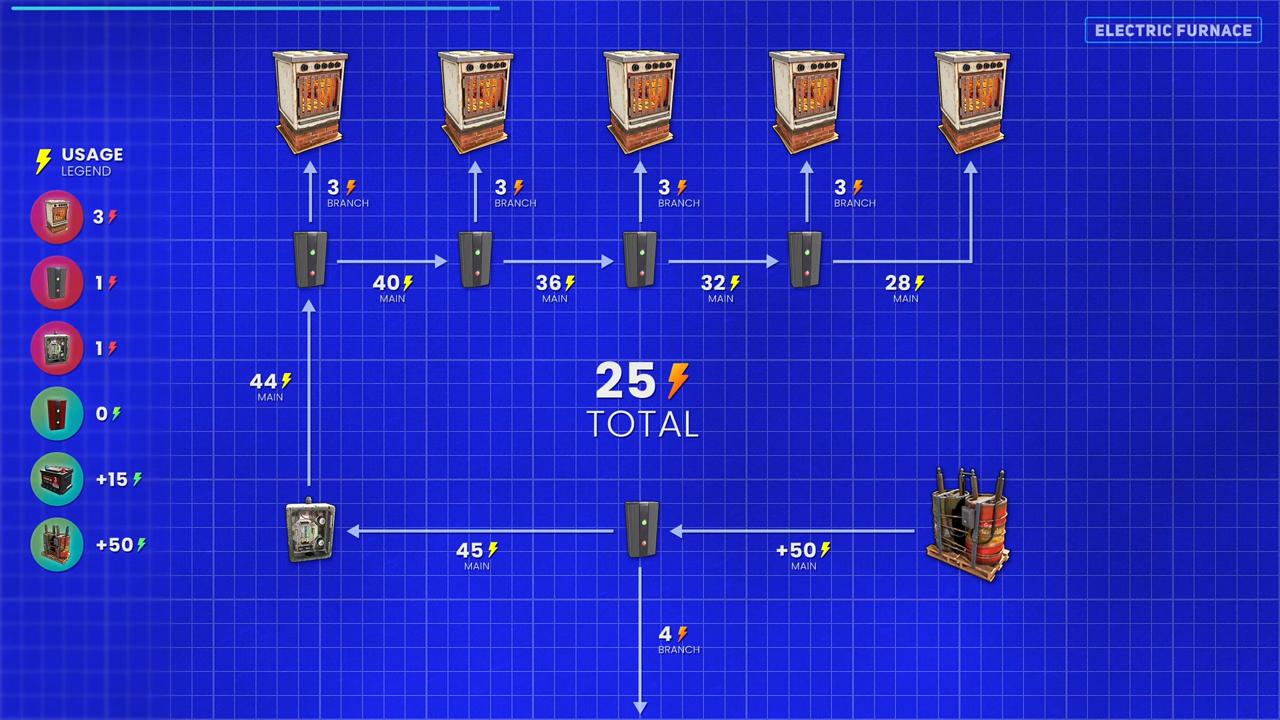 ELECTRIC FURNACE
USAGE
LEGEND
3
1
1
0
+15
+50
3
BRANCH
3
BRANCH
3
BRANCH
3
BRANCH
40
MAIN
36
MAIN
32
MAIN
28
MAIN
44
MAIN
25
TOTAL
45
MAIN
+50
MAIN
4
BRANCH